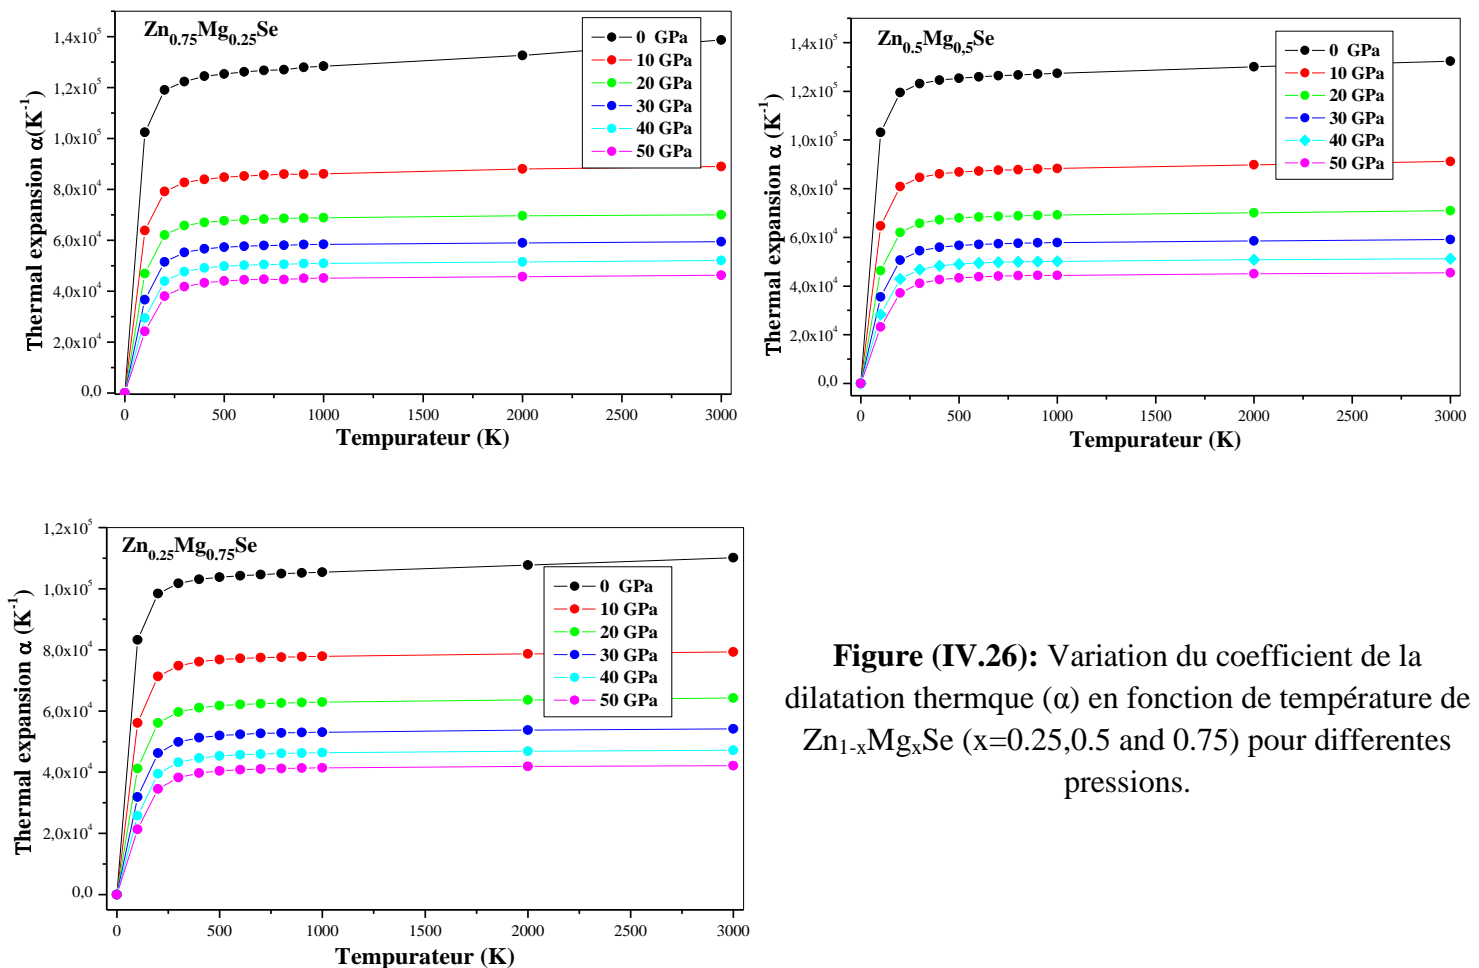 Zn0.75Mg0.25Se
0 GPa
10 GPa
20 GPa
30 GPa
40 GPa
50 GPa
Thermal expansion α(K-1)
1,4x10^5
1,2x10^5
1,0x10^5
8,0x10^4
6,0x10^4
4,0x10^4
2,0x10^4
0,0
0 500 1000 1500 2000 2500 3000
Tempurateur (K)
Zn0.5Mg0,5Se
0 GPa
10 GPa
20 GPa
30 GPa
40 GPa
50 GPa
Thermal expansion α (K-1)
1,4x10^5
1,2x10^5
1,0x10^5
8,0x10^4
6,0x10^4
4,0x10^4
2,0x10^4
0,0
0 500 1000 1500 2000 2500 3000
Tempurateur (K)
Zn0.25Mg0.75Se
0 GPa
10 GPa
20 GPa
30 GPa
40 GPa
50 GPa
Thermal expansion α (K-1)
1,2x10^5
1,0x10^5
8,0x10^4
6,0x10^4
4,0x10^4
2,0x10^4
0,0
0 500 1000 1500 2000 2500 3000
Tempurateur (K)
Figure (IV.26): Variation du coefficient de la
dilatation thermque (α) en fonction de température de
Zn1-xMgxSe (x=0.25,0.5 and 0.75) pour differentes
pressions.